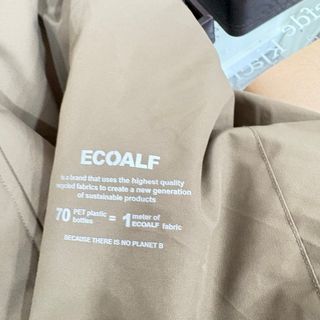 ECOALF
is a brand that uses the highest quality
recycled fabrics to create a new generation
of sustainable products
70 PET plastic bottles = 1 meter of ECOALF fabric
BECAUSE THERE IS NO PLANET B